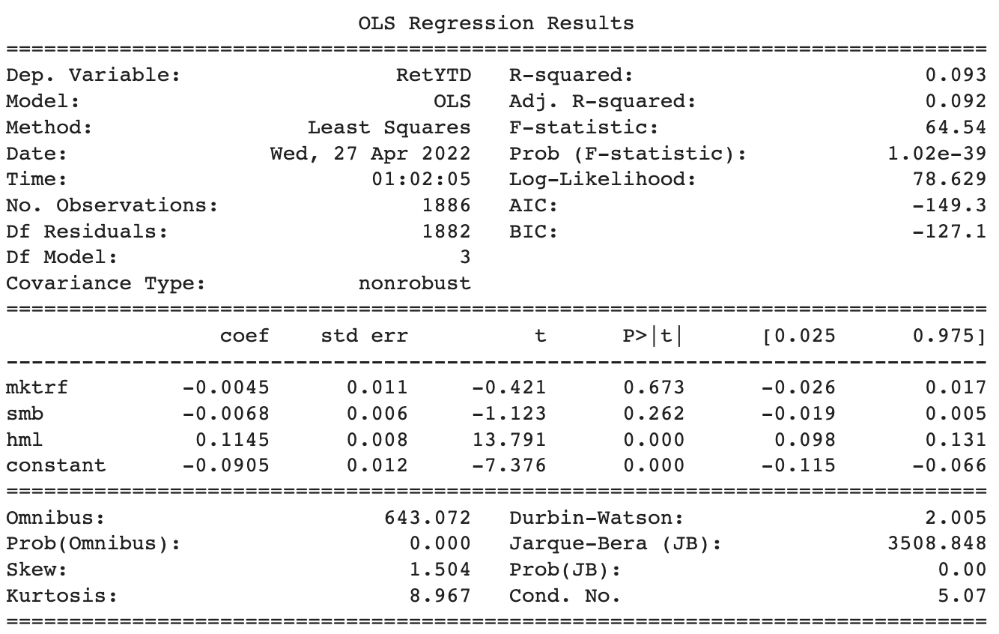 OLS Regression Results
==============================================================================
Dep. Variable: RetYTD R-squared: 0.093
Model: OLS Adj. R-squared: 0.092
Method: Least Squares F-statistic: 64.54
Date: Wed, 27 Apr 2022 Prob (F-statistic): 1.02e-39
Time: 01:02:05 Log-Likelihood: 78.629
No. Observations: 1886 AIC: -149.3
Df Residuals: 1882 BIC: -127.1
Df Model: 3
Covariance Type: nonrobust
==============================================================================
coef std err t P>|t| [0.025 0.975]
------------------------------------------------------------------------------
mktrf -0.0045 0.011 -0.421 0.673 -0.026 0.017
smb -0.0068 0.006 -1.123 0.262 -0.019 0.005
hml 0.1145 0.008 13.791 0.000 0.098 0.131
constant -0.0905 0.012 -7.376 0.000 -0.115 -0.066
==============================================================================
Omnibus: 643.072 Durbin-Watson: 2.005
Prob(Omnibus): 0.000 Jarque-Bera (JB): 3508.848
Skew: 1.504 Prob(JB): 0.00
Kurtosis: 8.967 Cond. No. 5.07
==============================================================================